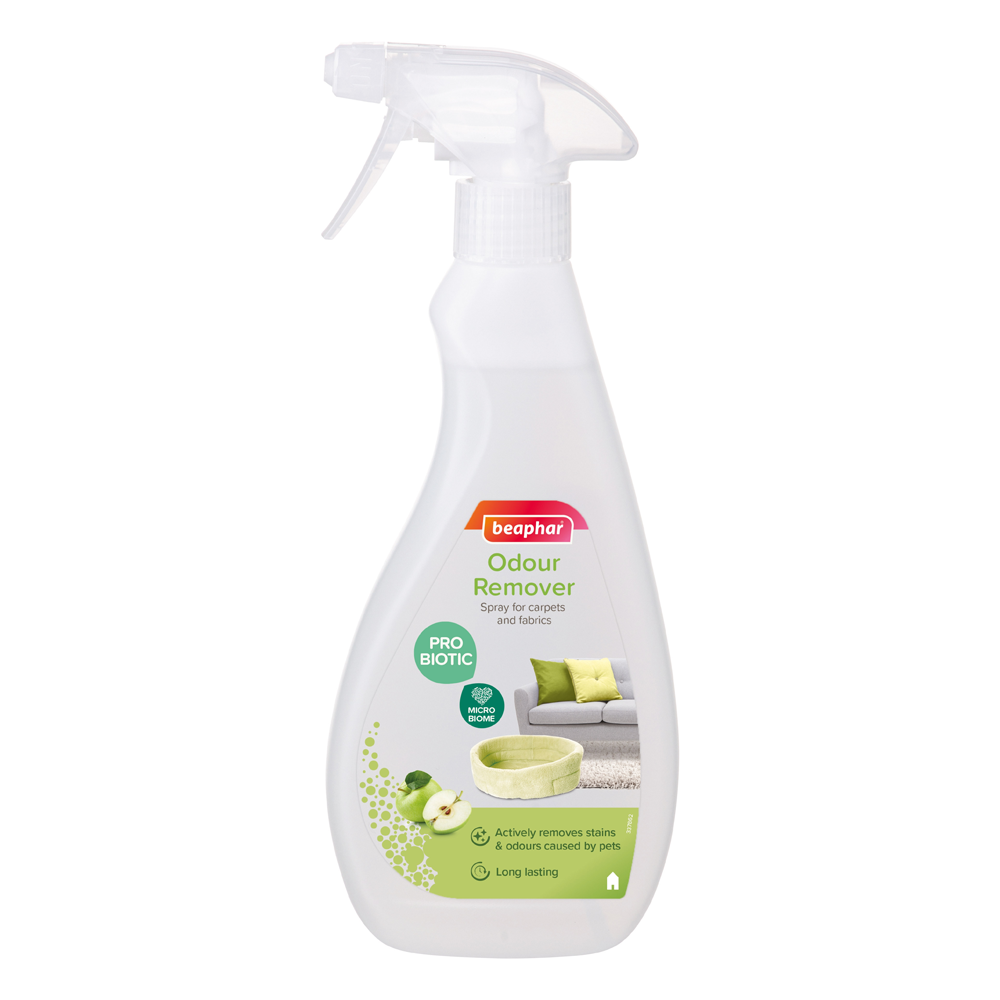 beaphar
Odour
Remover
Spray for carpets
and fabrics
PRO
BIOTIC
MICRO
BIOME
Actively removes stains
& odours caused by pets
Long lasting